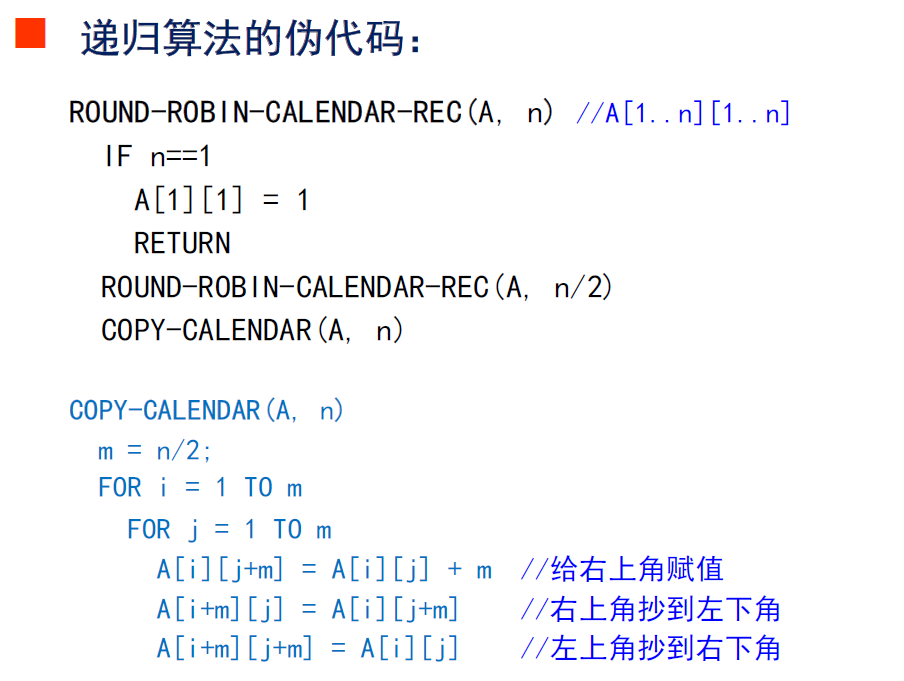 递归算法的伪代码:
ROUND-ROBIN-CALENDAR-REC(A, n) //A[1..n][1..n]
IF n==1
A[1][1] = 1
RETURN
ROUND-ROBIN-CALENDAR-REC(A, n/2)
COPY-CALENDAR(A, n)
COPY-CALENDAR(A, n)
m = n/2;
FOR i = 1 TO m
FOR j = 1 TO m
A[i][j+m] = A[i][j] + m //给右上角赋值
A[i+m][j] = A[i][j+m] //右上角抄到左下角
A[i+m][j+m] = A[i][j] //左上角抄到右下角